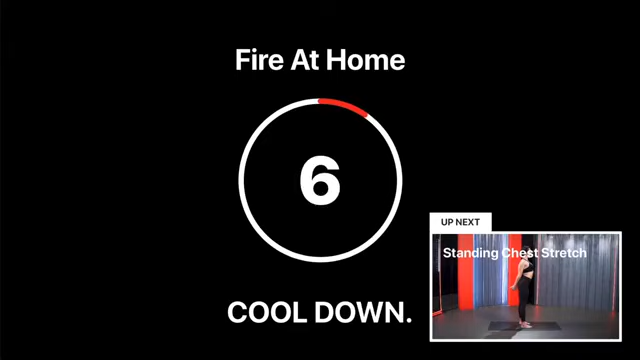 Fire At Home
6
UP NEXT
Standing Chest Stretch
COOL DOWN.